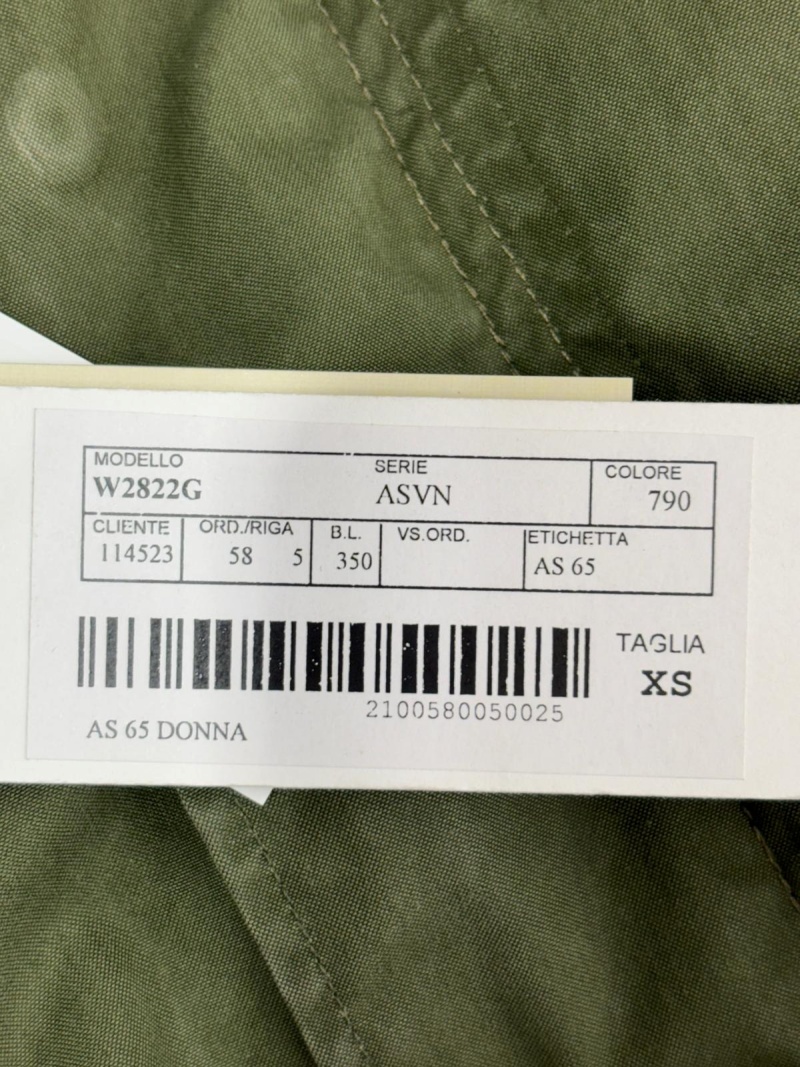 MODELLO SERIE COLORE
W2822G ASVN 790
CLIENTE ORD./RIGA B.L. VS.ORD. ETICHETTA
114523 58 5 350 AS 65
TAGLIA
XS
2100580050025
AS 65 DONNA